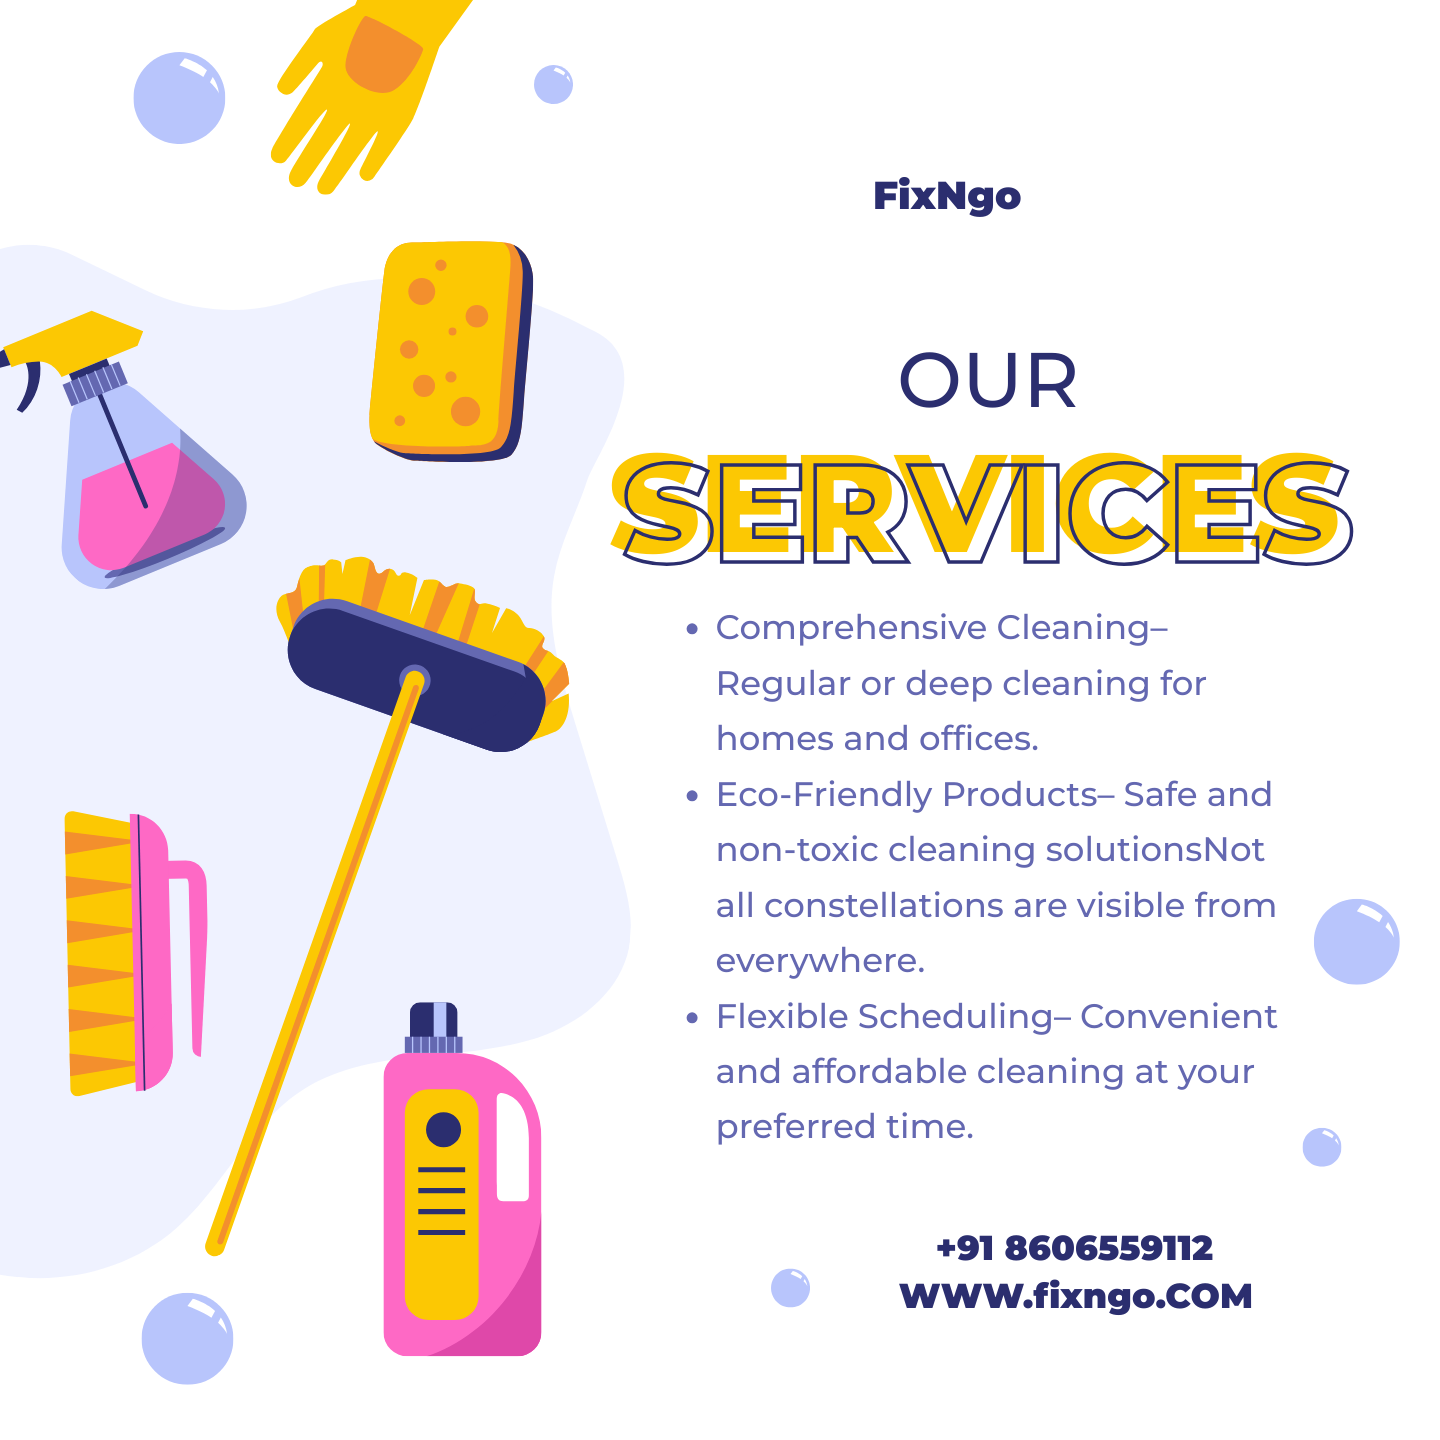 FixNgo
OUR
SERVICES
• Comprehensive Cleaning–
Regular or deep cleaning for
homes and offices.
• Eco-Friendly Products– Safe and
non-toxic cleaning solutionsNot
all constellations are visible from
everywhere.
• Flexible Scheduling– Convenient
and affordable cleaning at your
preferred time.
+91 8606559112
WWW.fixngo.COM